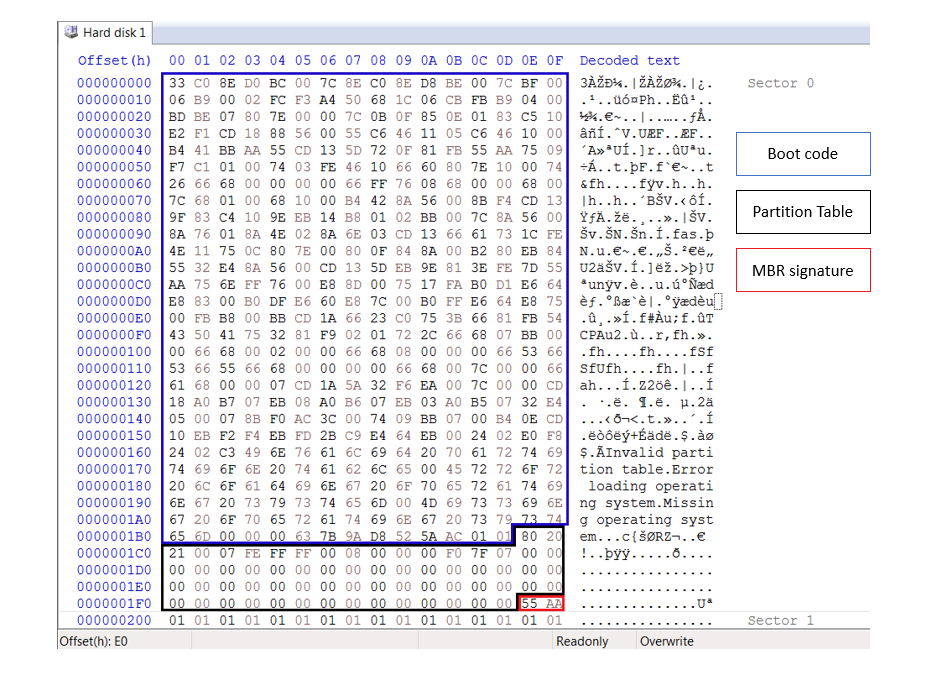 Hard disk 1
Offset(h) 00 01 02 03 04 05 06 07 08 09 0A 0B 0C 0D 0E 0F Decoded text
000000000 33 C0 8E D0 BC 00 7C 8E C0 8E D8 BE 00 7C BF 00 3ÀŽÐ¼.|ŽÀŽØ¾.|¿. Sector 0
000000010 06 B9 00 02 FC F3 A4 50 68 1C 06 CB FB B9 04 00 .¹..üó¤Ph..Ëû¹..
000000020 BD BE 07 80 7E 00 00 7C 0B 0F 85 0E 01 83 C5 10 ½¾.€~..|..…..ƒÅ.
000000030 E2 F1 CD 18 88 56 00 55 C6 46 11 05 C6 46 10 00 âñÍ.ˆV.UÆF..ÆF..
000000040 B4 41 BB AA 55 CD 13 5D 72 0F 81 FB 55 AA 75 09 ´A»ªUÍ.]r..ûUªu.
000000050 F7 C1 01 00 74 03 FE 46 10 66 60 80 7E 10 00 74 ÷Á..t.þF.f`€~..t
000000060 26 66 68 00 00 00 00 66 FF 76 08 68 00 00 68 00 &fh....fÿv.h..h.
000000070 7C 68 01 00 68 10 00 B4 42 8A 56 00 8B F4 CD 13 |h..h..´BŠV.‹ôÍ.
000000080 9F 83 C4 10 9E EB 14 B8 01 02 BB 00 7C 8A 56 00 ŸƒÄ.žë.¸..».|ŠV.
000000090 8A 76 01 8A 4E 02 8A 6E 03 CD 13 66 61 73 1C FE Šv.ŠN.Šn.Í.fas.þ
0000000A0 4E 11 75 0C 80 7E 00 80 0F 84 8A 00 B2 80 EB 84 N.u.€~.€.„Š.²€ë„
0000000B0 55 32 E4 8A 56 00 CD 13 5D EB 9E 81 3E FE 7D 55 U2äŠV.Í.]ëž.>þ}U
0000000C0 AA 75 6E FF 76 00 E8 8D 00 75 17 FA B0 D1 E6 64 ªunÿv.è..u.ú°Ñæd
0000000D0 E8 83 00 B0 DF E6 60 E8 7C 00 B0 FF E6 64 E8 75 èƒ.°ßæ`è|.°ÿædèu
0000000E0 00 FB B8 00 BB CD 1A 66 23 C0 75 3B 66 81 FB 54 .û¸.»Í.f#Àu;f.ûT
0000000F0 43 50 41 75 32 81 F9 02 01 72 2C 66 68 07 BB 00 CPAu2.ù..r,fh.».
000000100 00 66 68 00 02 00 00 66 68 08 00 00 00 66 53 66 .fh....fh....fSf
000000110 53 66 55 66 68 00 00 00 00 66 68 00 7C 00 00 66 SfUfh....fh.|..f
000000120 61 68 00 00 07 CD 1A 5A 32 F6 EA 00 7C 00 00 CD ah...Í.Z2öê.|..Í
000000130 18 A0 B7 07 EB 08 A0 B6 07 EB 03 A0 B5 07 32 E4 . ·.ë. ¶.ë. µ.2ä
000000140 05 00 07 8B F0 AC 3C 00 74 09 BB 07 00 B4 0E CD ...‹ð¬<.t.»..´.Í
000000150 10 EB F2 F4 EB FD 2B C9 E4 64 EB 00 24 02 E0 F8 .ëòôëý+Éädë.$.àø
000000160 24 02 C3 49 6E 76 61 6C 69 64 20 70 61 72 74 69 $.ÃInvalid parti
000000170 74 69 6F 6E 20 74 61 62 6C 65 00 45 72 72 6F 72 tion table.Error
000000180 20 6C 6F 61 64 69 6E 67 20 6F 70 65 72 61 74 69 loading operati
000000190 6E 67 20 73 79 73 74 65 6D 00 4D 69 73 73 69 6E ng system.Missin
0000001A0 67 20 6F 70 65 72 61 74 69 6E 67 20 73 79 73 74 g operating syst
0000001B0 65 6D 00 00 00 63 7B 9A D8 52 5A AC 01 01 80 20 em...c{šØRZ¬..€
0000001C0 21 00 07 FE FF FF 00 08 00 00 00 F0 7F 07 00 00 !..þÿÿ.....ð....
0000001D0 00 00 00 00 00 00 00 00 00 00 00 00 00 00 00 00 ................
0000001E0 00 00 00 00 00 00 00 00 00 00 00 00 00 00 00 00 ................
0000001F0 00 00 00 00 00 00 00 00 00 00 00 00 00 00 55 AA ..............Uª
000000200 01 01 01 01 01 01 01 01 01 01 01 01 01 01 01 01 ................ Sector 1
Boot code
Partition Table
MBR signature
Offset(h): E0 Readonly Overwrite